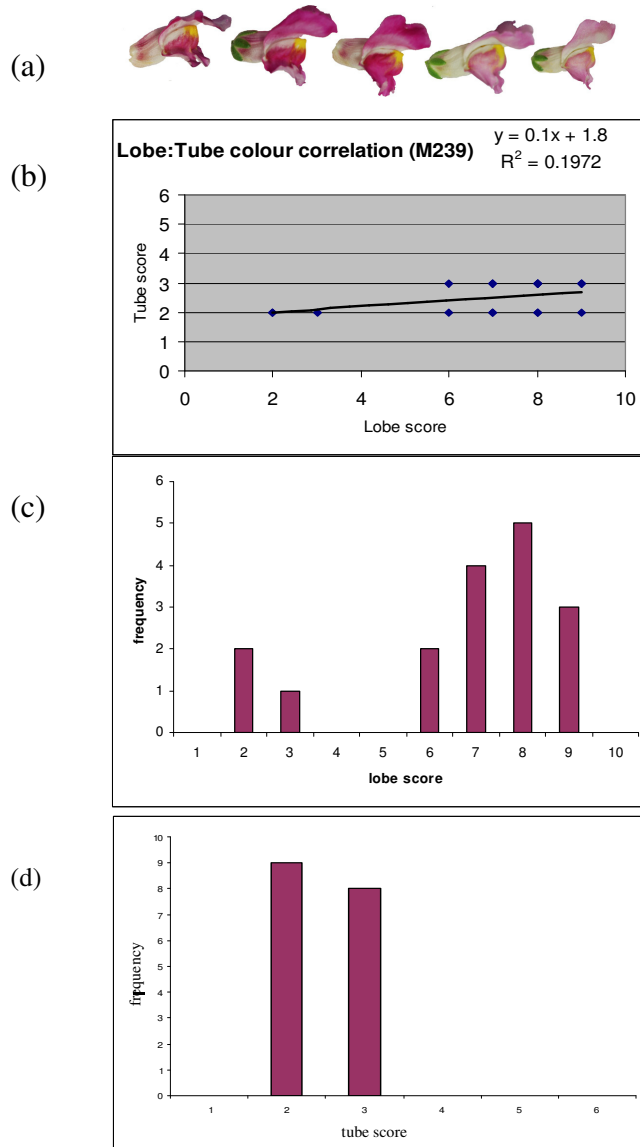 (a)
(b)
Lobe:Tube colour correlation (M239)
y = 0.1x + 1.8
R² = 0.1972
Tube score
6
5
4
3
2
1
0
0 2 4 6 8 10
Lobe score
(c)
frequency
6
5
4
3
2
1
0
1 2 3 4 5 6 7 8 9 10
lobe score
(d)
frequency
10
9
8
7
6
5
4
3
2
1
0
1 2 3 4 5 6
tube score